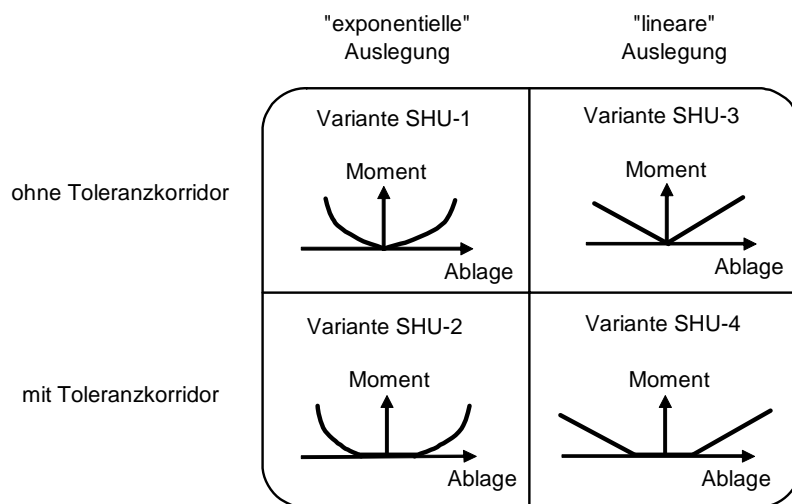 "exponentielle"
Auslegung
"lineare"
Auslegung
ohne Toleranzkorridor
Variante SHU-1
Moment
Ablage
Variante SHU-3
Moment
Ablage
mit Toleranzkorridor
Variante SHU-2
Moment
Ablage
Variante SHU-4
Moment
Ablage